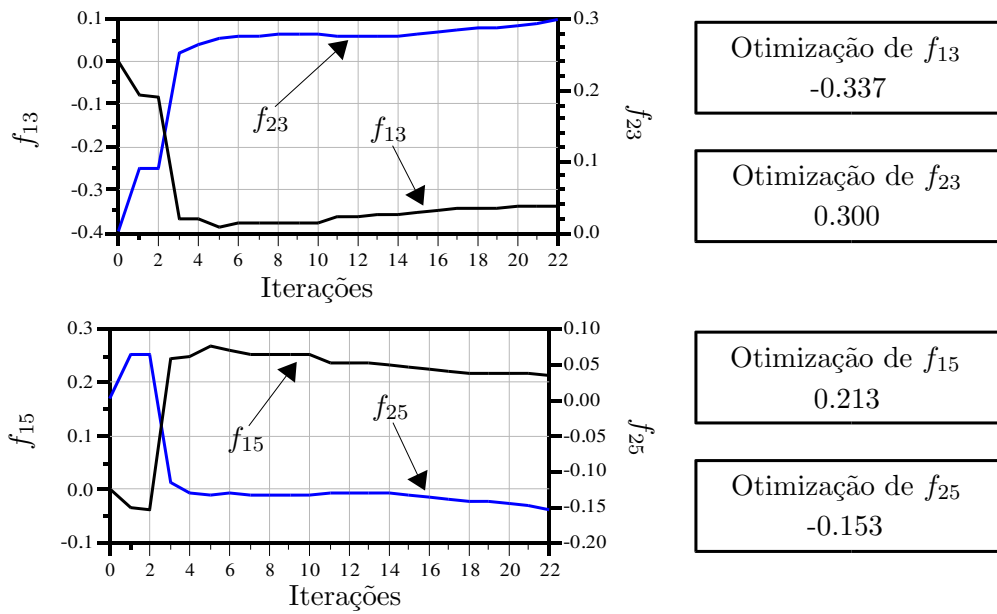 0.1
0.0
-0.1
-0.2
-0.3
-0.4
f13
0.3
0.2
0.1
0.0
f23
f23
f13
0 2 4 6 8 10 12 14 16 18 20 22
Iterações
Otimização de f13
-0.337
Otimização de f23
0.300
0.3
0.2
0.1
0.0
-0.1
f15
0.10
0.05
0.00
-0.05
-0.10
-0.15
-0.20
f25
f25
f15
0 2 4 6 8 10 12 14 16 18 20 22
Iterações
Otimização de f15
0.213
Otimização de f25
-0.153